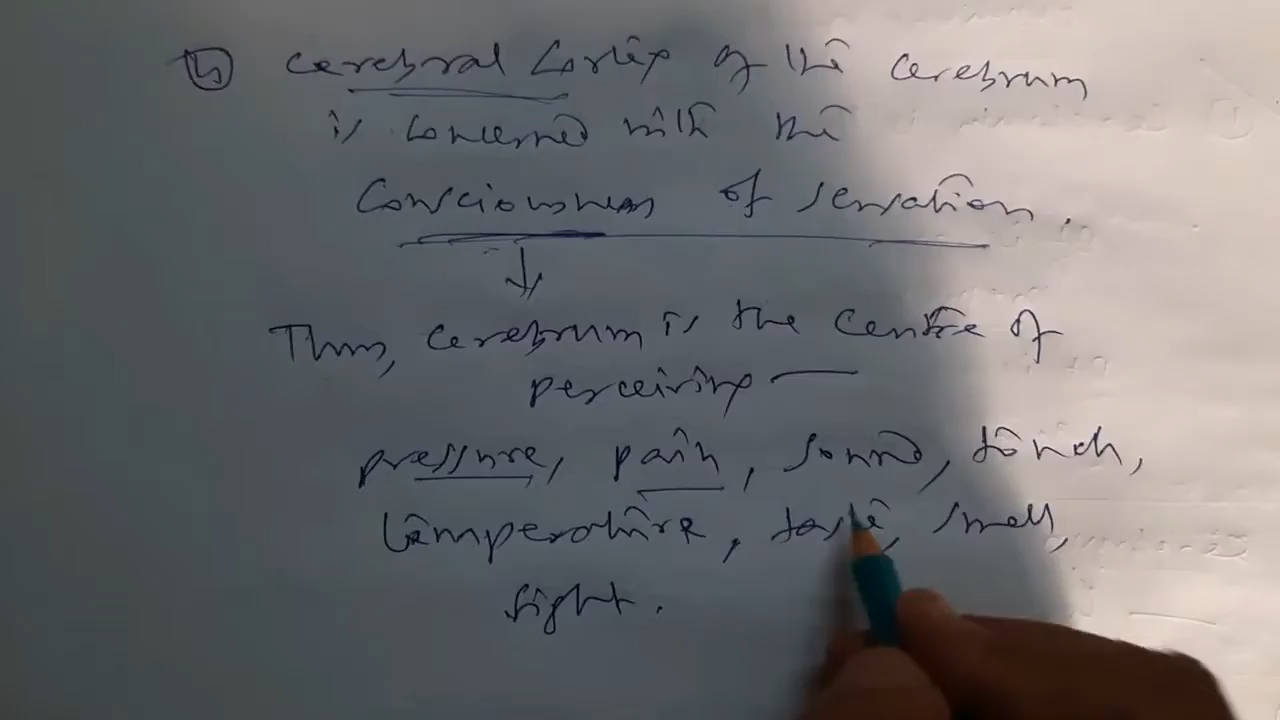 (b) cerebral Cortex of the cerebrum
is concerned with the
Consciousness of sensation.
Thus, cerebrum is the centre of
perceiving —
pressure, pain, sound, touch,
temperature, taste, smell,
sight.